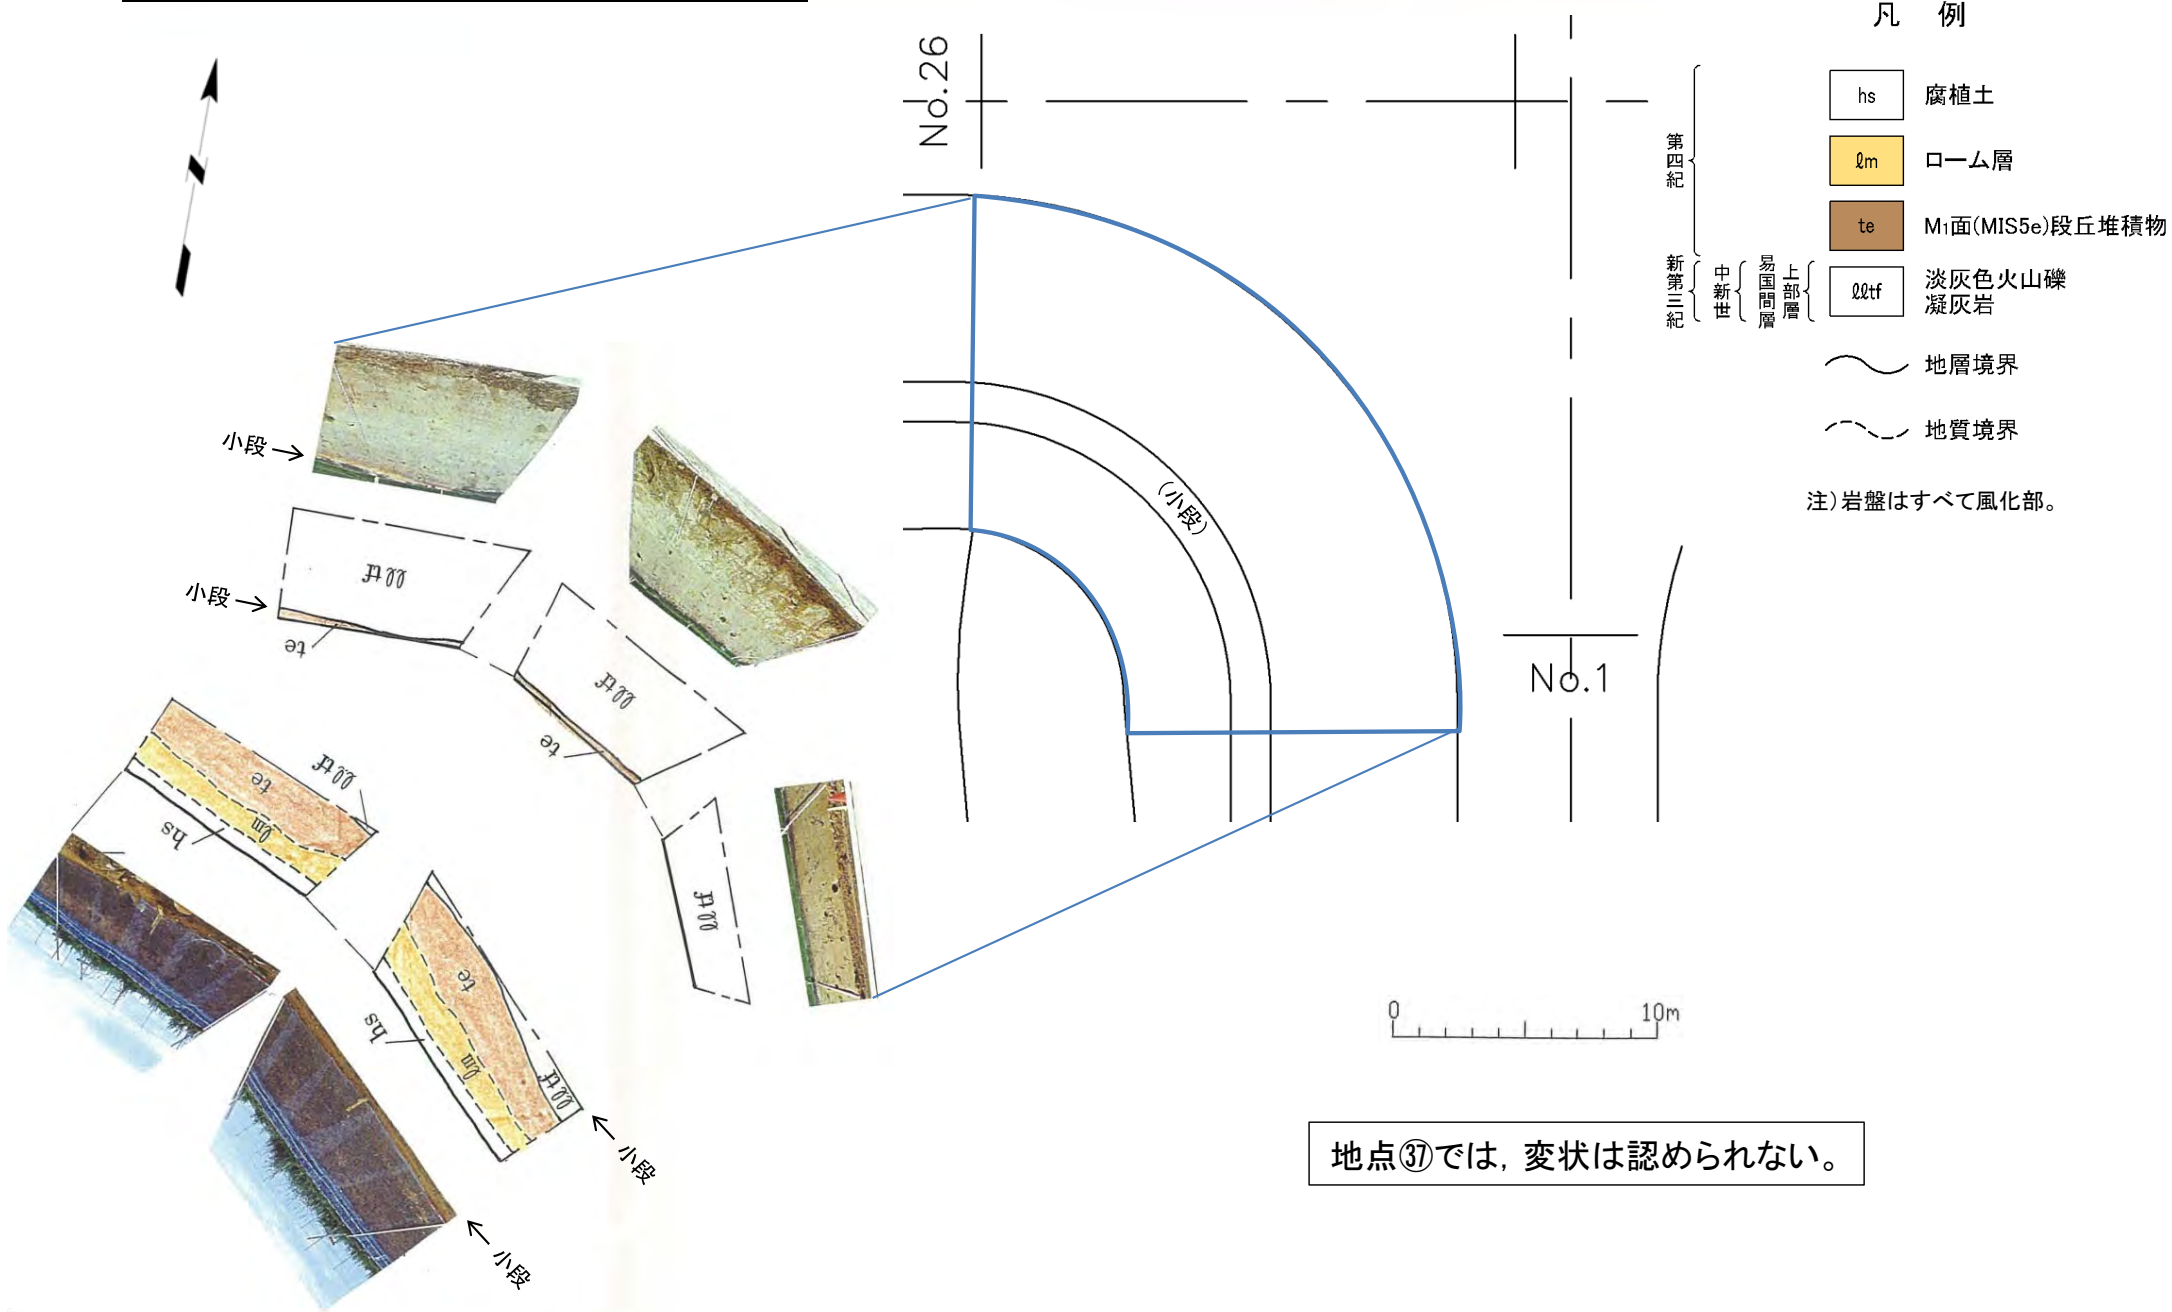 凡 例
No.26
hs 腐植土
ℓm ローム層
te M₁面(MIS5e)段丘堆積物
ℓℓtf 淡灰色火山礫
凝灰岩
第四紀
新第三紀
中新世
易国間層
上部層
地層境界
地質境界
注）岩盤はすべて風化部。
小段
小段
ℓℓtf
te
ℓℓtf
te
ℓℓtf
ℓℓtf
te
ℓm
hs
te
ℓm
hs
ℓℓtf
小段
小段
(小段)
No.1
0 10m
地点㊲では，変状は認められない。